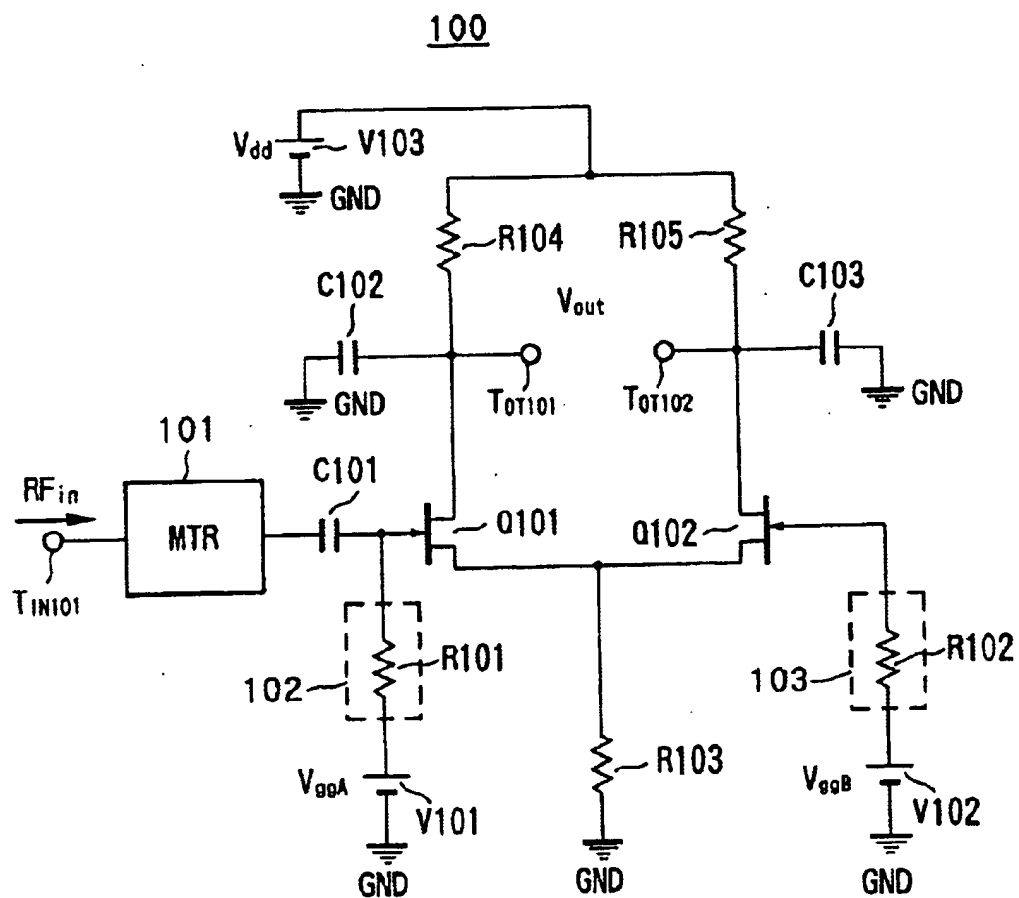 100
Vdd
V103
GND
R104
R105
C102
Vout
C103
GND
TOT101
TOT102
GND
101
RFin
C101
MTR
Q101
Q102
TIN101
R101
R102
102
103
R103
VggA
V101
VggB
V102
GND
GND
GND